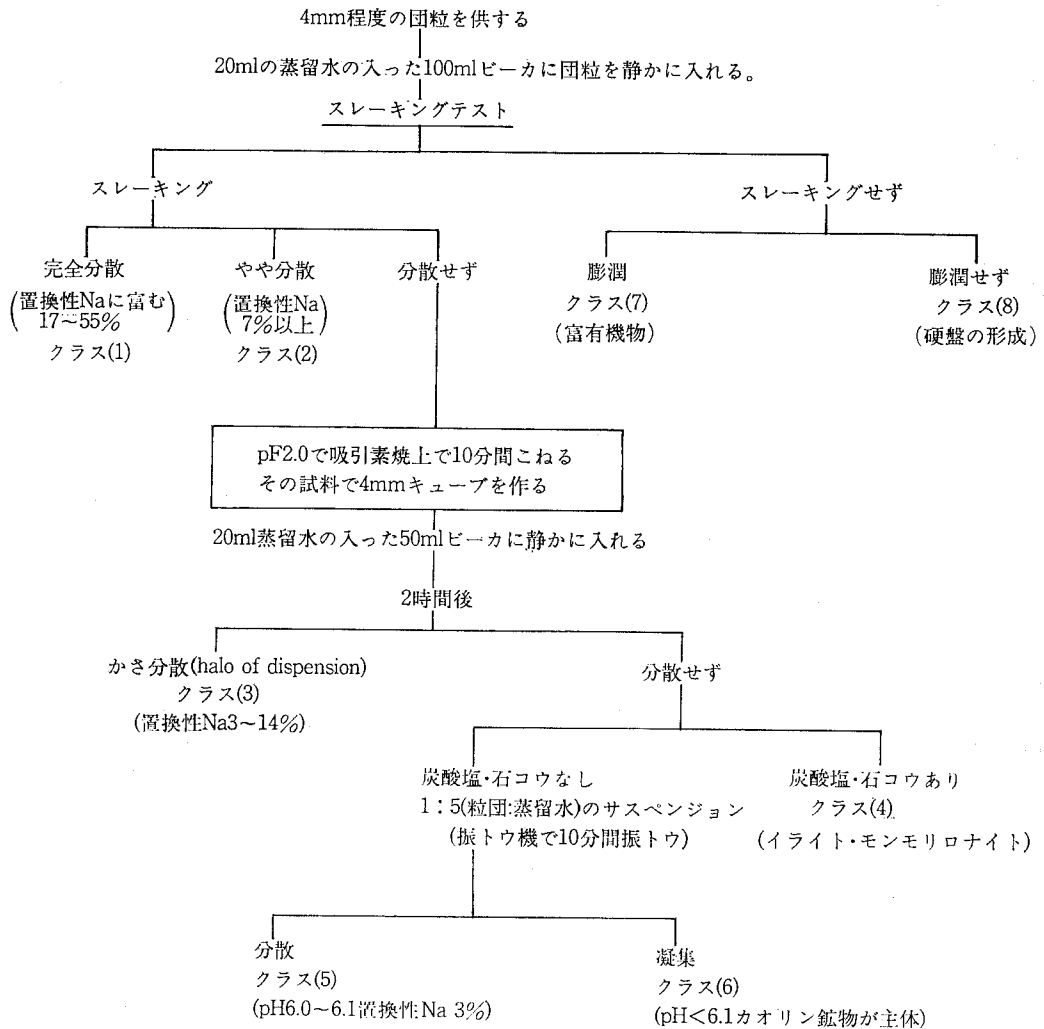 4mm程度の団粒を供する
20mlの蒸留水の入った100mlビーカに団粒を静かに入れる。
スレーキングテスト
スレーキング
スレーキングせず
完全分散
(置換性Naに富む
17~55%)
クラス(1)
やや分散
(置換性Na
7%以上)
クラス(2)
分散せず
膨潤
クラス(7)
(富有機物)
膨潤せず
クラス(8)
(硬盤の形成)
pF2.0で吸引素焼上で10分間こねる
その試料で4mmキューブを作る
20ml蒸留水の入った50mlビーカに静かに入れる
2時間後
かさ分散(halo of dispension)
クラス(3)
(置換性Na3~14%)
分散せず
炭酸塩・石コウなし
1:5(粒団:蒸留水)のサスペンジョン
(振トウ機で10分間振トウ)
炭酸塩・石コウあり
クラス(4)
(イライト・モンモリロナイト)
分散
クラス(5)
(pH6.0~6.1置換性Na 3%)
凝集
クラス(6)
(pH<6.1カオリン鉱物が主体)